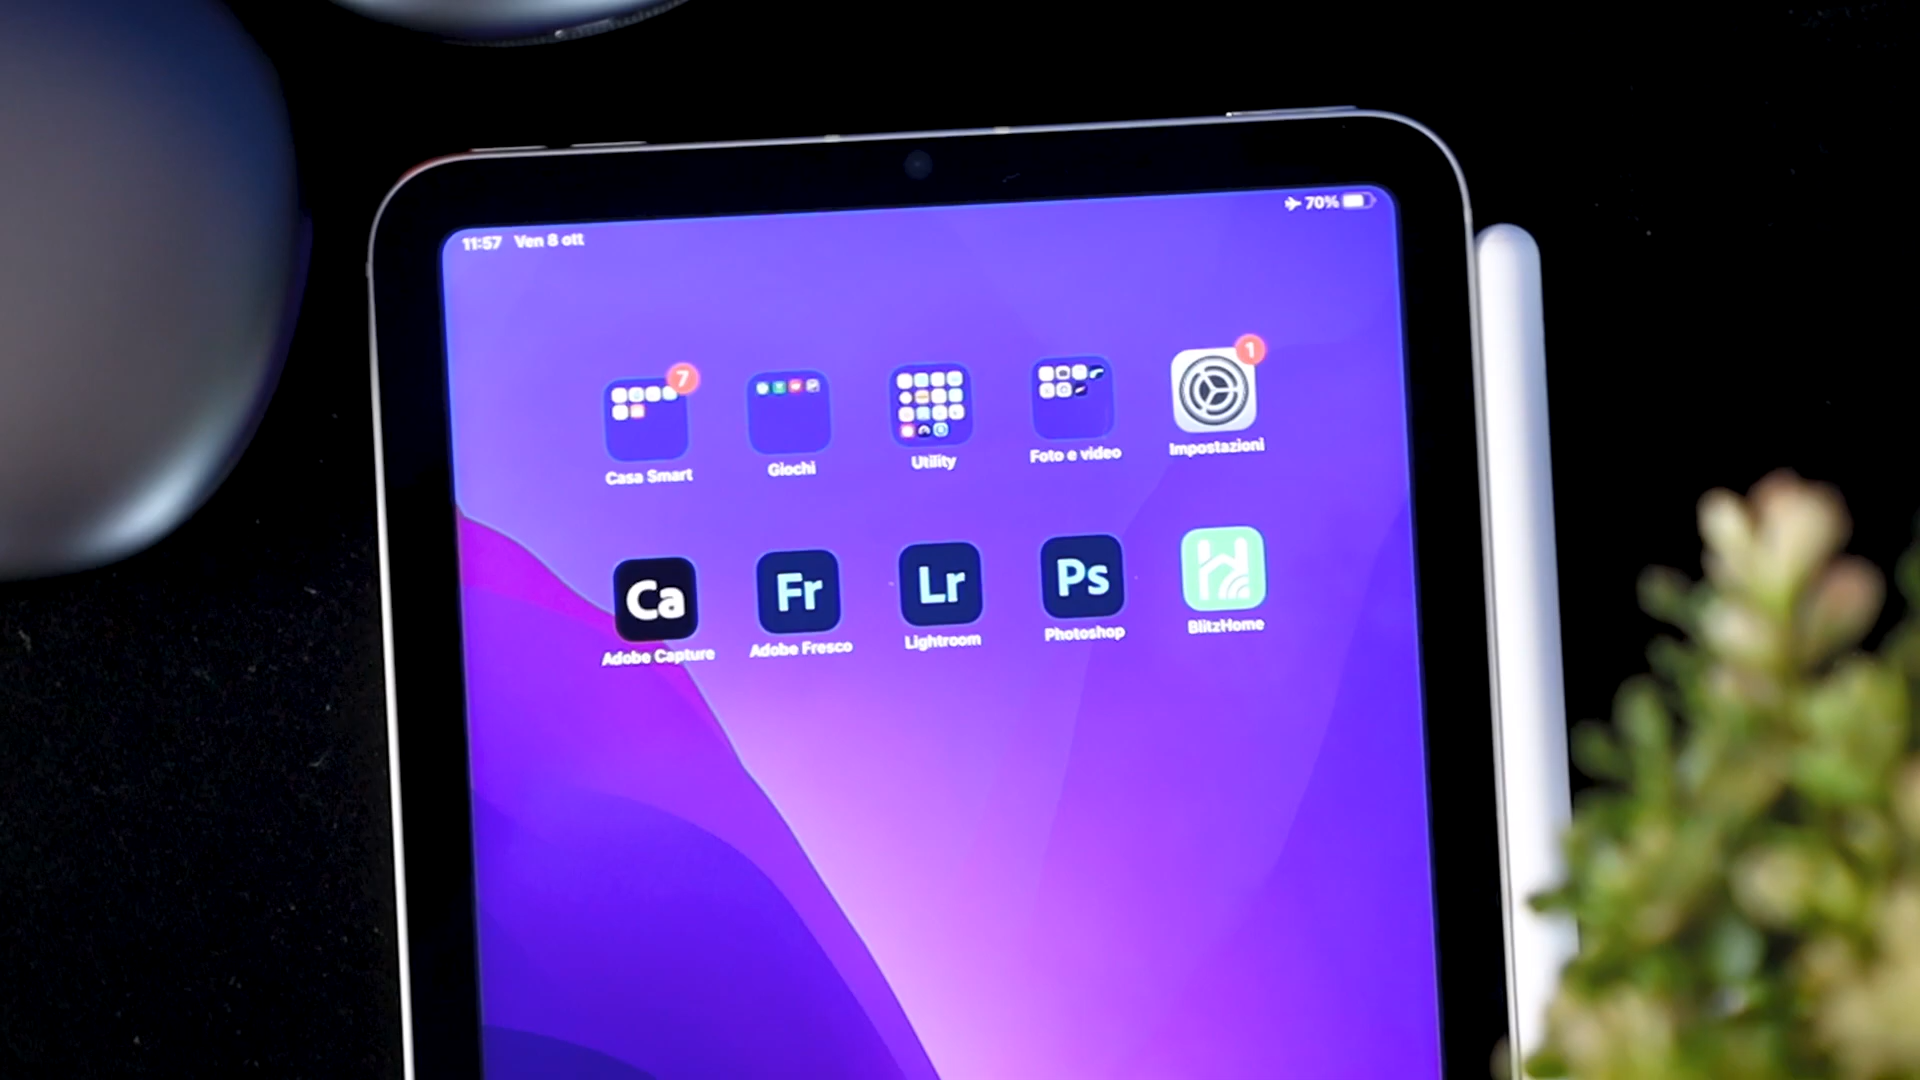 11:57 Ven 8 ott
70%
7
1
Casa Smart
Giochi
Utility
Foto e video
Impostazioni
Ca
Fr
Lr
Ps
Adobe Capture
Adobe Fresco
Lightroom
Photoshop
BlitzHome